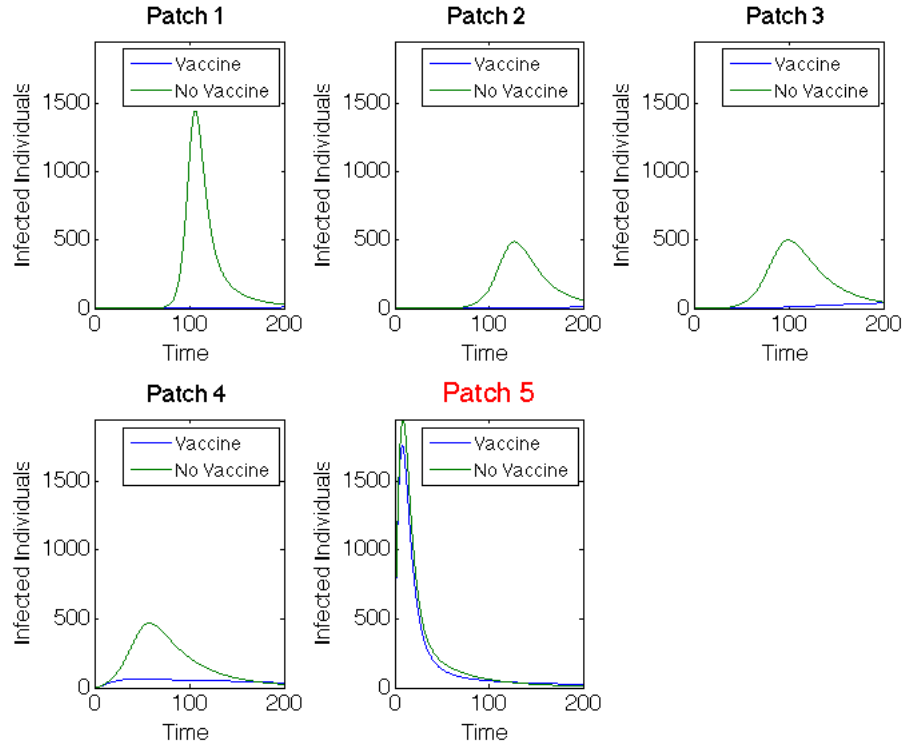 Patch 1
Vaccine
No Vaccine
Infected Individuals
1500
1000
500
0
0
100
200
Time
Patch 2
Vaccine
No Vaccine
Infected Individuals
1500
1000
500
0
0
100
200
Time
Patch 3
Vaccine
No Vaccine
Infected Individuals
1500
1000
500
0
0
100
200
Time
Patch 4
Vaccine
No Vaccine
Infected Individuals
1500
1000
500
0
0
100
200
Time
Patch 5
Vaccine
No Vaccine
Infected Individuals
1500
1000
500
0
0
100
200
Time